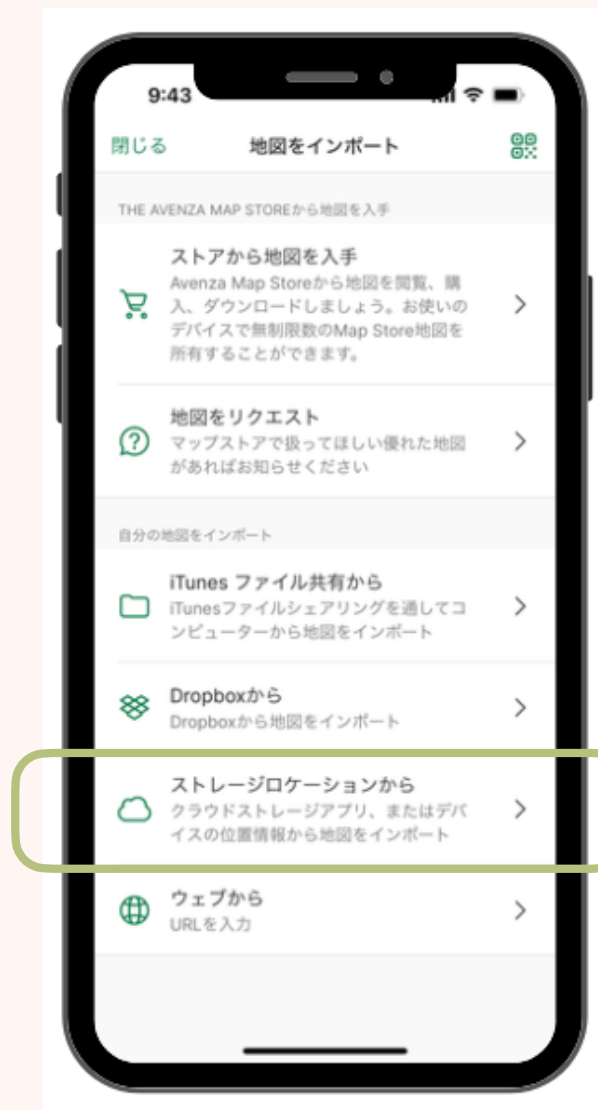 9:43
閉じる
地図をインポート
THE AVENZA MAP STOREから地図を入手
ストアから地図を入手
Avenza Map Storeから地図を閲覧、購
入、ダウンロードしましょう。お使いの
デバイスで無制限数のMap Store地図を
所有することができます。
地図をリクエスト
マップストアで扱ってほしい優れた地図
があればお知らせください
自分の地図をインポート
iTunes ファイル共有から
iTunesファイルシェアリングを通してコ
ンピューターから地図をインポート
Dropboxから
Dropboxから地図をインポート
ストレージロケーションから
クラウドストレージアプリ、またはデバ
イスの位置情報から地図をインポート
ウェブから
URLを入力